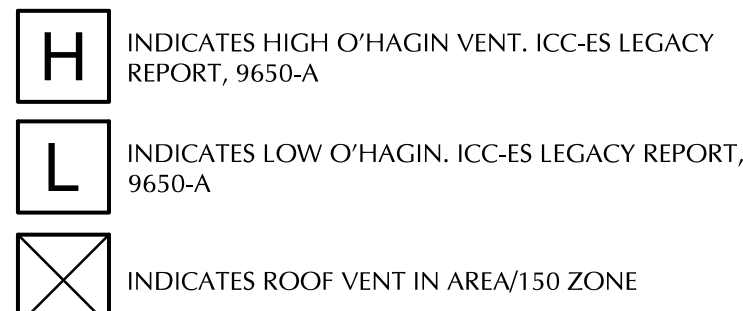 H INDICATES HIGH O'HAGIN VENT. ICC-ES LEGACY
REPORT, 9650-A
L INDICATES LOW O'HAGIN. ICC-ES LEGACY REPORT,
9650-A
INDICATES ROOF VENT IN AREA/150 ZONE